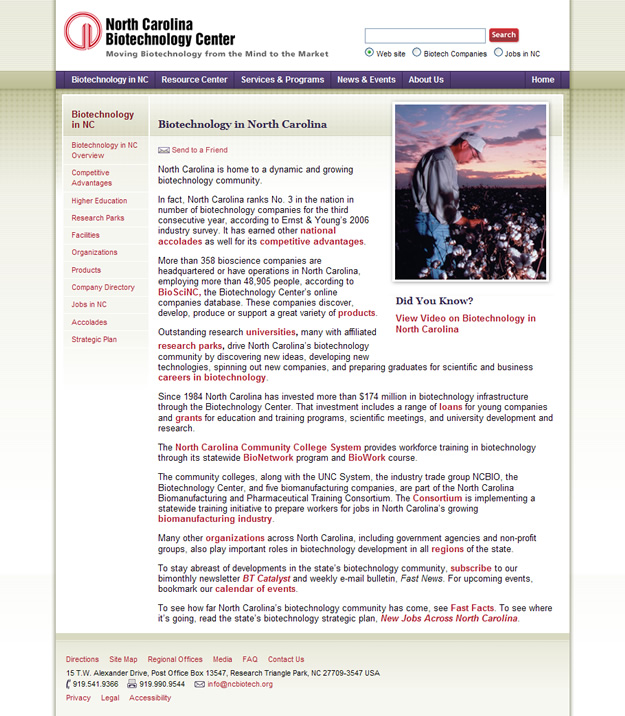 North Carolina
Biotechnology Center
Moving Biotechnology from the Mind to the Market
Search
Web site Biotech Companies Jobs in NC
Biotechnology in NC Resource Center Services & Programs News & Events About Us Home
Biotechnology
in NC
Biotechnology in NC
Overview
Competitive
Advantages
Higher Education
Research Parks
Facilities
Organizations
Products
Company Directory
Jobs in NC
Accolades
Strategic Plan
Biotechnology in North Carolina
Send to a Friend
North Carolina is home to a dynamic and growing
biotechnology community.
In fact, North Carolina ranks No. 3 in the nation in
number of biotechnology companies for the third
consecutive year, according to Ernst & Young's 2006
industry survey. It has earned other national
accolades as well for its competitive advantages.
More than 358 bioscience companies are
headquartered or have operations in North Carolina,
employing more than 48,905 people, according to
BioSciNC, the Biotechnology Center's online
companies database. These companies discover,
develop, produce or support a great variety of products.
Outstanding research universities, many with affiliated
research parks, drive North Carolina's biotechnology
community by discovering new ideas, developing new
technologies, spinning out new companies, and preparing graduates for scientific and business
careers in biotechnology.
Since 1984 North Carolina has invested more than $174 million in biotechnology infrastructure
through the Biotechnology Center. That investment includes a range of loans for young companies
and grants for education and training programs, scientific meetings, and university development and
research.
The North Carolina Community College System provides workforce training in biotechnology
through its statewide BioNetwork program and BioWork course.
The community colleges, along with the UNC System, the industry trade group NCBIO, the
Biotechnology Center, and five biomanufacturing companies, are part of the North Carolina
Biomanufacturing and Pharmaceutical Training Consortium. The Consortium is implementing a
statewide training initiative to prepare workers for jobs in North Carolina's growing
biomanufacturing industry.
Many other organizations across North Carolina, including government agencies and non-profit
groups, also play important roles in biotechnology development in all regions of the state.
To stay abreast of developments in the state's biotechnology community, subscribe to our
bimonthly newsletter BT Catalyst and weekly e-mail bulletin, Fast News. For upcoming events,
bookmark our calendar of events.
To see how far North Carolina's biotechnology community has come, see Fast Facts. To see where
it's going, read the state's biotechnology strategic plan, New Jobs Across North Carolina.
Did You Know?
View Video on Biotechnology in
North Carolina
Directions Site Map Regional Offices Media FAQ Contact Us
15 T.W. Alexander Drive, Post Office Box 13547, Research Triangle Park, NC 27709-3547 USA
919.541.9366 919.990.9544 info@ncbiotech.org
Privacy Legal Accessibility